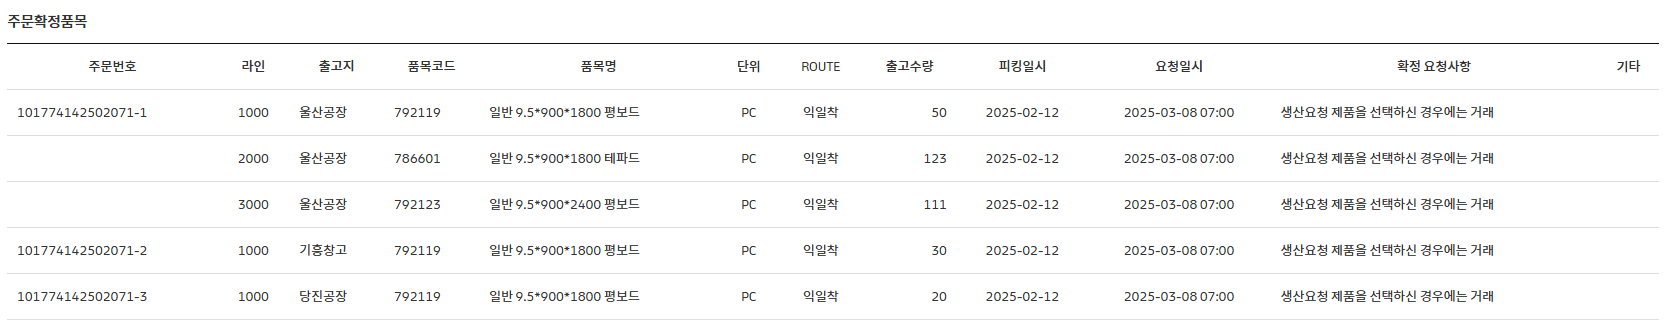 주문확정품목
주문번호 라인 출고지 품목코드 품목명 단위 ROUTE 출고수량 피킹일시 요청일시 확정 요청사항 기타
101774142502071-1 1000 울산공장 792119 일반 9.5*900*1800 평보드 PC 익일착 50 2025-02-12 2025-03-08 07:00 생산요청 제품을 선택하신 경우에는 거래
2000 울산공장 786601 일반 9.5*900*1800 테파드 PC 익일착 123 2025-02-12 2025-03-08 07:00 생산요청 제품을 선택하신 경우에는 거래
3000 울산공장 792123 일반 9.5*900*2400 평보드 PC 익일착 111 2025-02-12 2025-03-08 07:00 생산요청 제품을 선택하신 경우에는 거래
101774142502071-2 1000 기흥창고 792119 일반 9.5*900*1800 평보드 PC 익일착 30 2025-02-12 2025-03-08 07:00 생산요청 제품을 선택하신 경우에는 거래
101774142502071-3 1000 당진공장 792119 일반 9.5*900*1800 평보드 PC 익일착 20 2025-02-12 2025-03-08 07:00 생산요청 제품을 선택하신 경우에는 거래